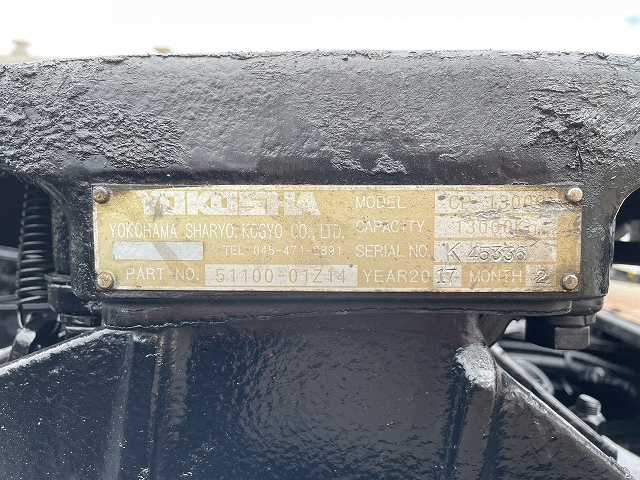 YOKOSHA
YOKOHAMA SHARYO KOGYO CO., LTD.
TEL 045-471-
PART NO. 51100-01Z14
MODEL
CAPACITY
SERIAL NO. K 45336
YEAR 20 17 MONTH 2